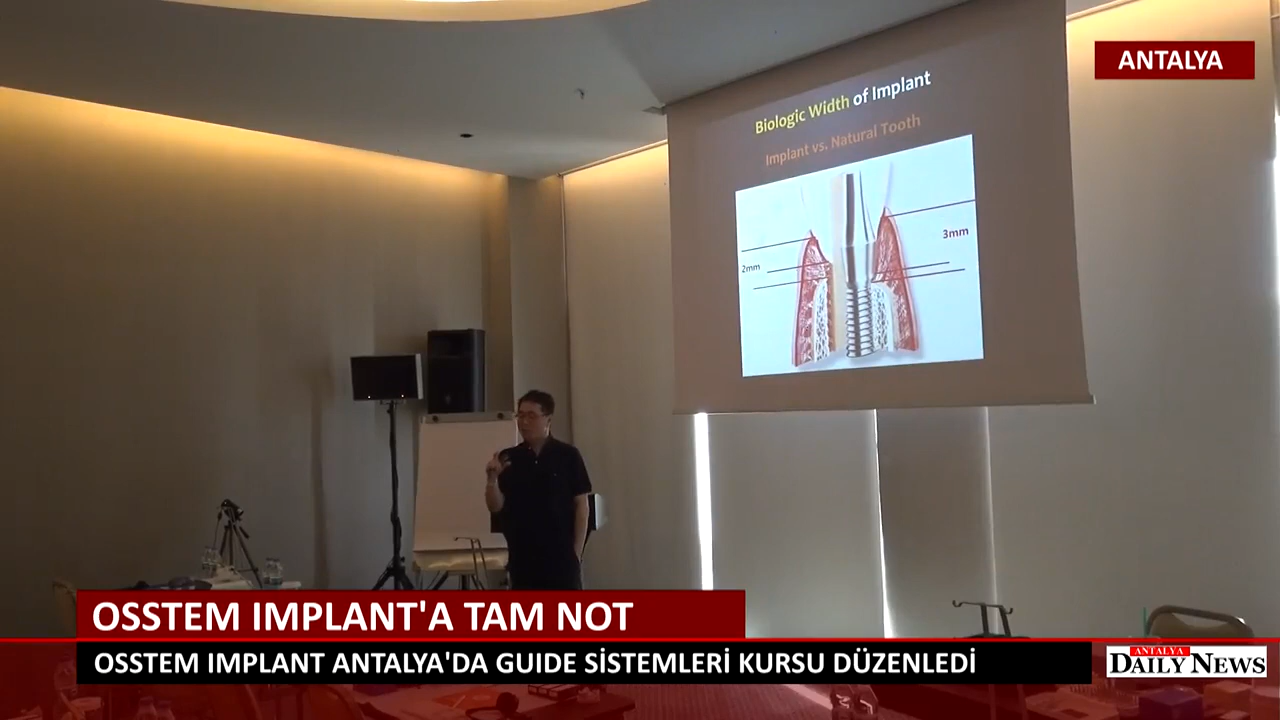 ANTALYA
Biologic Width of Implant
Implant vs. Natural Tooth
3mm
2mm
OSSTEM IMPLANT'A TAM NOT
OSSTEM IMPLANT ANTALYA'DA GUIDE SİSTEMLERİ KURSU DÜZENLEDİ
ANTALYA
DAILY NEWS